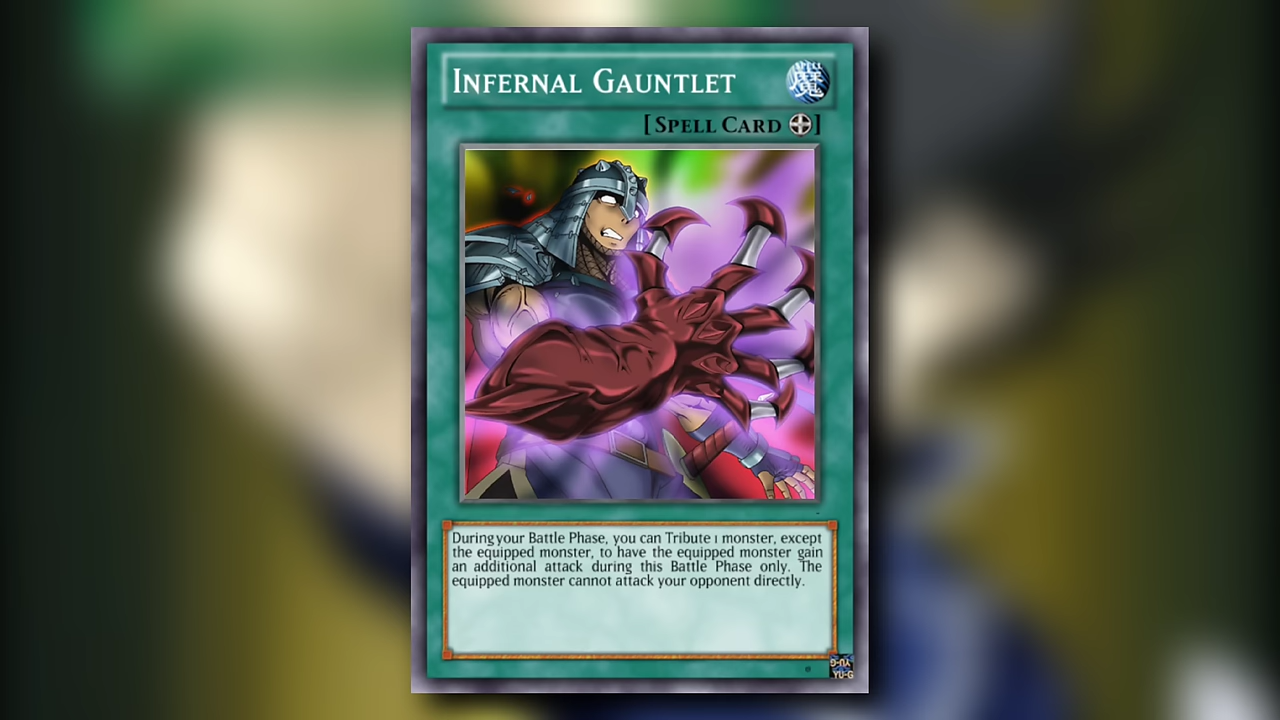 INFERNAL GAUNTLET
魔
[SPELL CARD]
During your Battle Phase, you can Tribute 1 monster, except
the equipped monster, to have the equipped monster gain
an additional attack during this Battle Phase only. The
equipped monster cannot attack your opponent directly.
YU-G